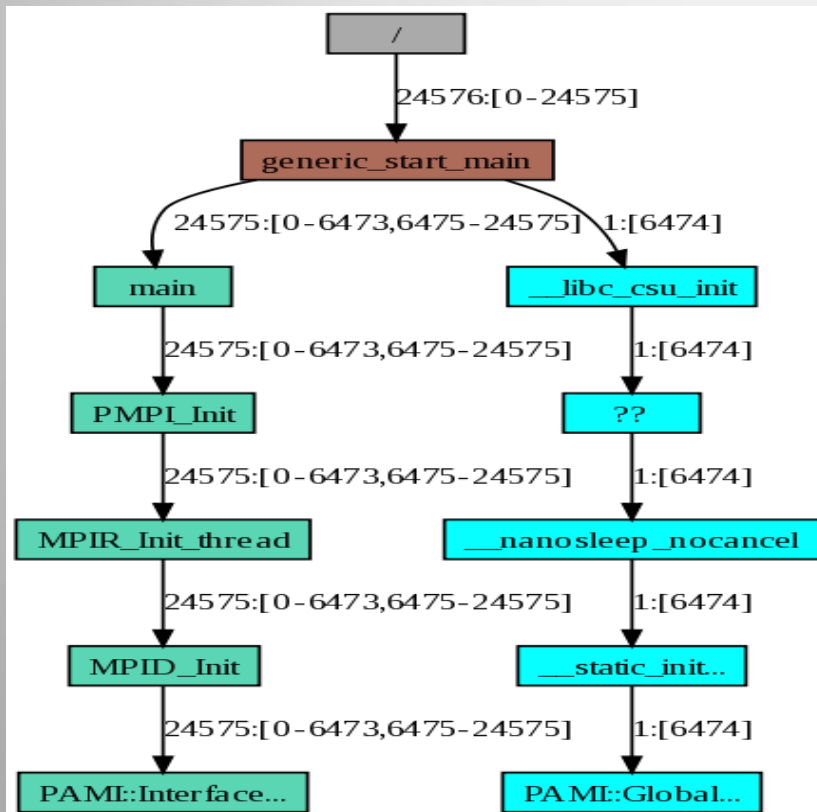 /
24576:[0-24575]
generic_start_main
24575:[0-6473,6475-24575] 1:[6474]
main __libc_csu_init
24575:[0-6473,6475-24575] 1:[6474]
PMPI_Init ??
24575:[0-6473,6475-24575] 1:[6474]
MPIR_Init_thread __nanosleep_nocancel
24575:[0-6473,6475-24575] 1:[6474]
MPID_Init __static_init...
24575:[0-6473,6475-24575] 1:[6474]
PAMI::Interface... PAMI::Global...